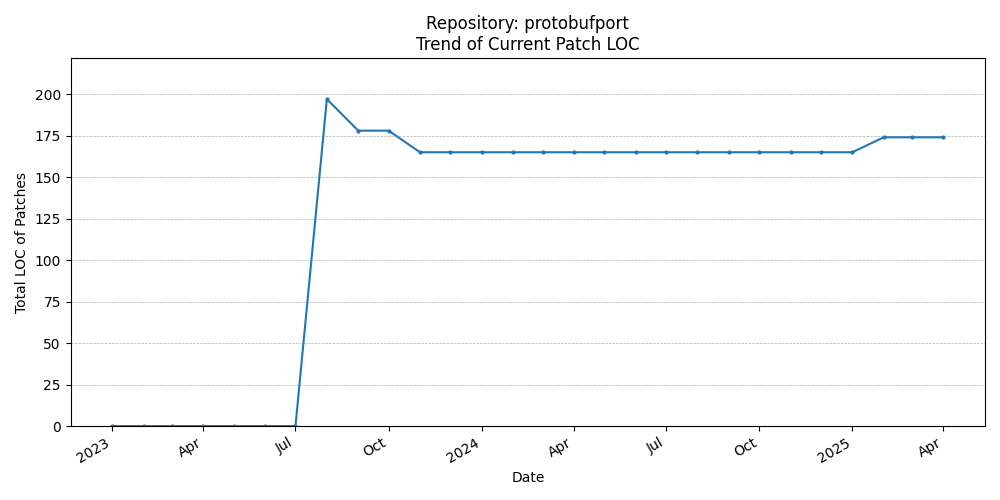 Repository: protobufport
Trend of Current Patch LOC
Total LOC of Patches
200
175
150
125
100
75
50
25
0
2023
Apr
Jul
Oct
2024
Apr
Jul
Oct
2025
Apr
Date